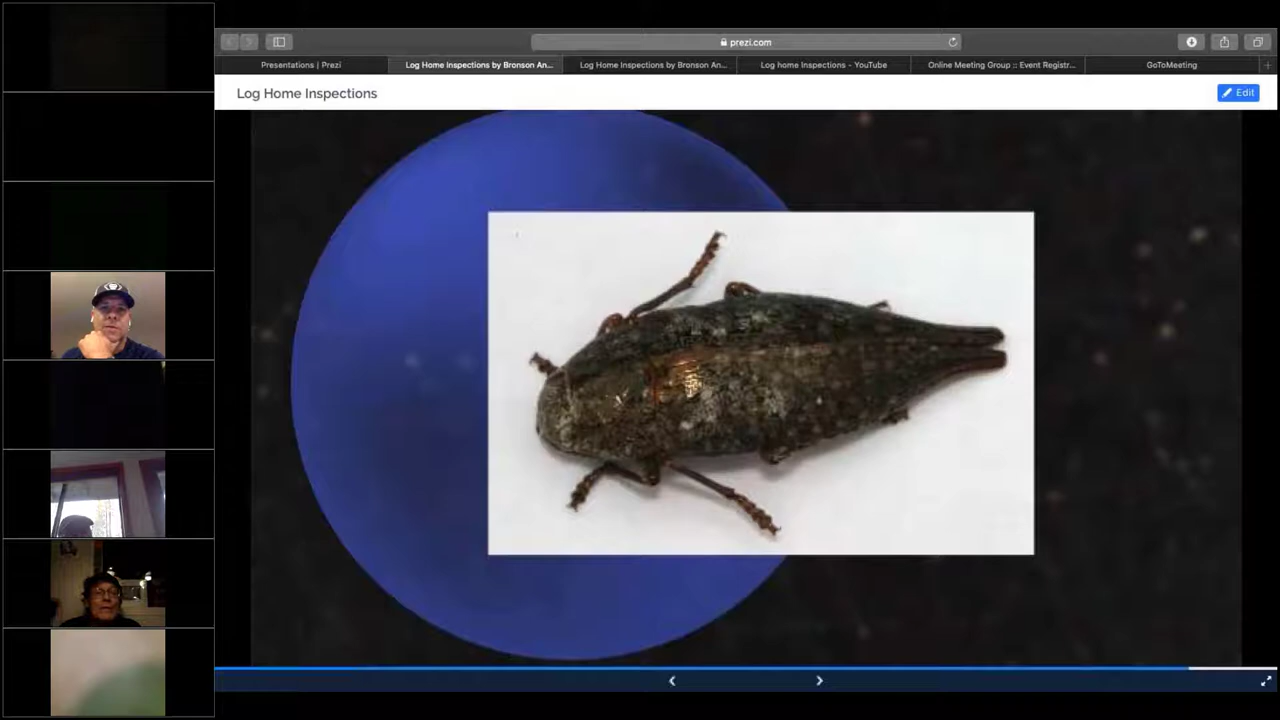 prezi.com
Presentations | Prezi
Log Home Inspections by Bronson An...
Log Home Inspections by Bronson An...
Log home Inspections - YouTube
Online Meeting Group :: Event Registr...
GoToMeeting
Log Home Inspections
Edit